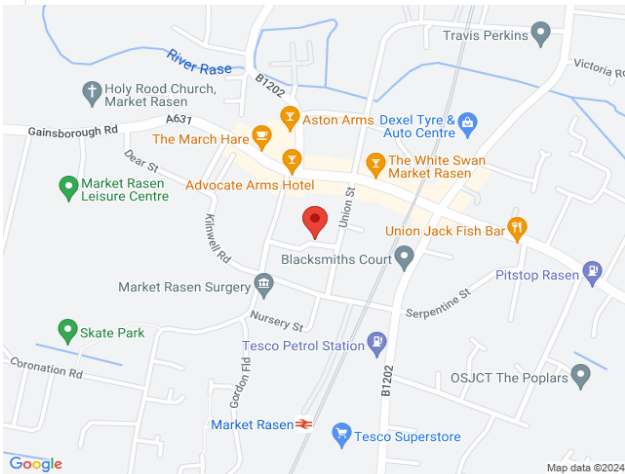 Travis Perkins
River Rase
B1202
Victoria Rd
Holy Rood Church,
Market Rasen
Aston Arms
Dexel Tyre &
Auto Centre
A631
Gainsborough Rd
The March Hare
Dear St
The White Swan
Market Rasen
Advocate Arms Hotel
Market Rasen
Leisure Centre
Union St
Kilnwell Rd
Union Jack Fish Bar
Blacksmiths Court
Pitstop Rasen
Market Rasen Surgery
Serpentine St
Nursery St
Skate Park
Tesco Petrol Station
Coronation Rd
Gordon Fld
B1202
OSJCT The Poplars
Market Rasen
Tesco Superstore
Google
Map data ©2024